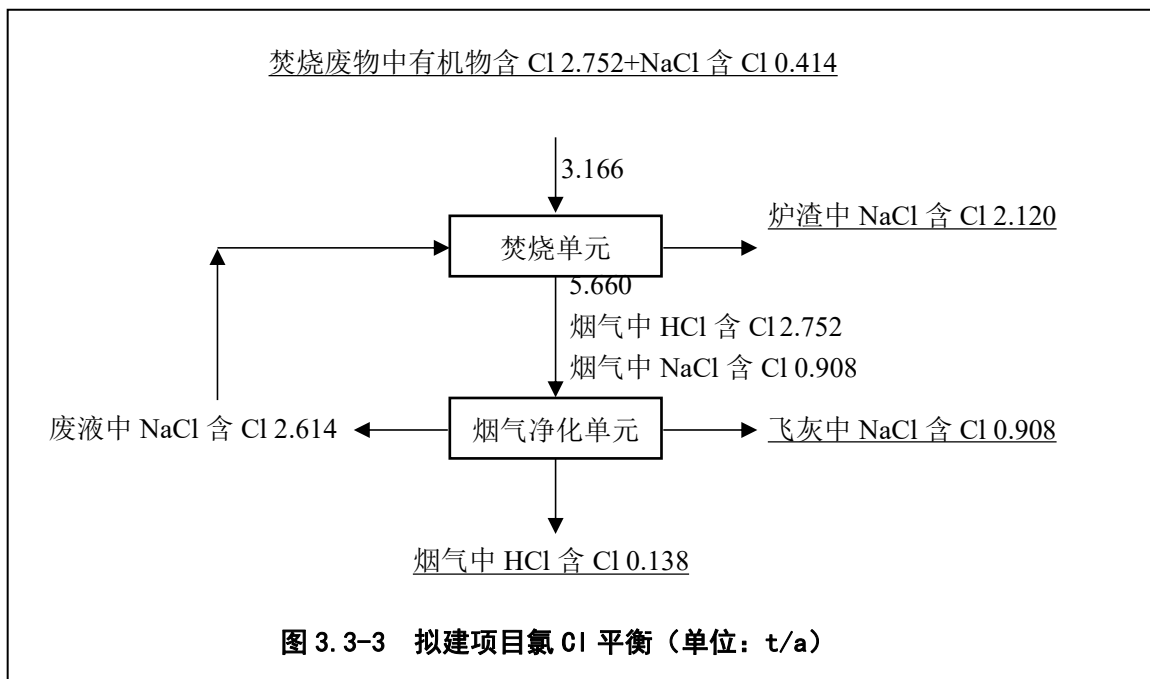 焚烧废物中有机物含 Cl 2.752+NaCl 含 Cl 0.414
3.166
炉渣中 NaCl 含 Cl 2.120
焚烧单元
5.660
烟气中 HCl 含 Cl 2.752
烟气中 NaCl 含 Cl 0.908
废液中 NaCl 含 Cl 2.614
烟气净化单元
飞灰中 NaCl 含 Cl 0.908
烟气中 HCl 含 Cl 0.138
图 3.3-3 拟建项目氯 Cl 平衡（单位：t/a）